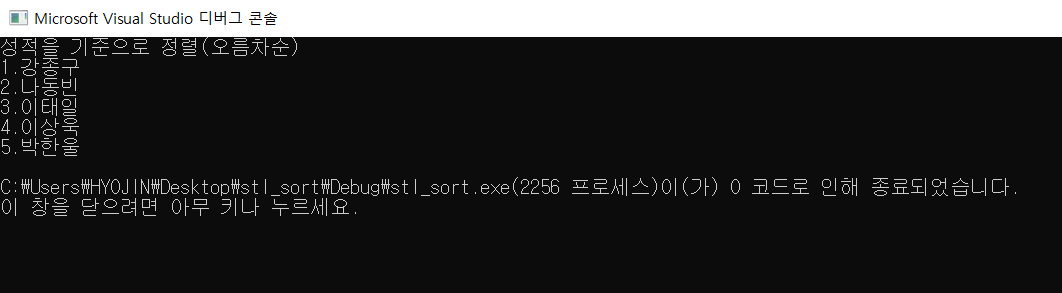 Microsoft Visual Studio 디버그 콘솔
성적을 기준으로 정렬(오름차순)
1.강종구
2.나동빈
3.이태일
4.이상욱
5.박한울
C:₩Users₩HYOJIN₩Desktop₩stl_sort₩Debug₩stl_sort.exe(2256 프로세스)이(가) 0 코드로 인해 종료되었습니다.
이 창을 닫으려면 아무 키나 누르세요.